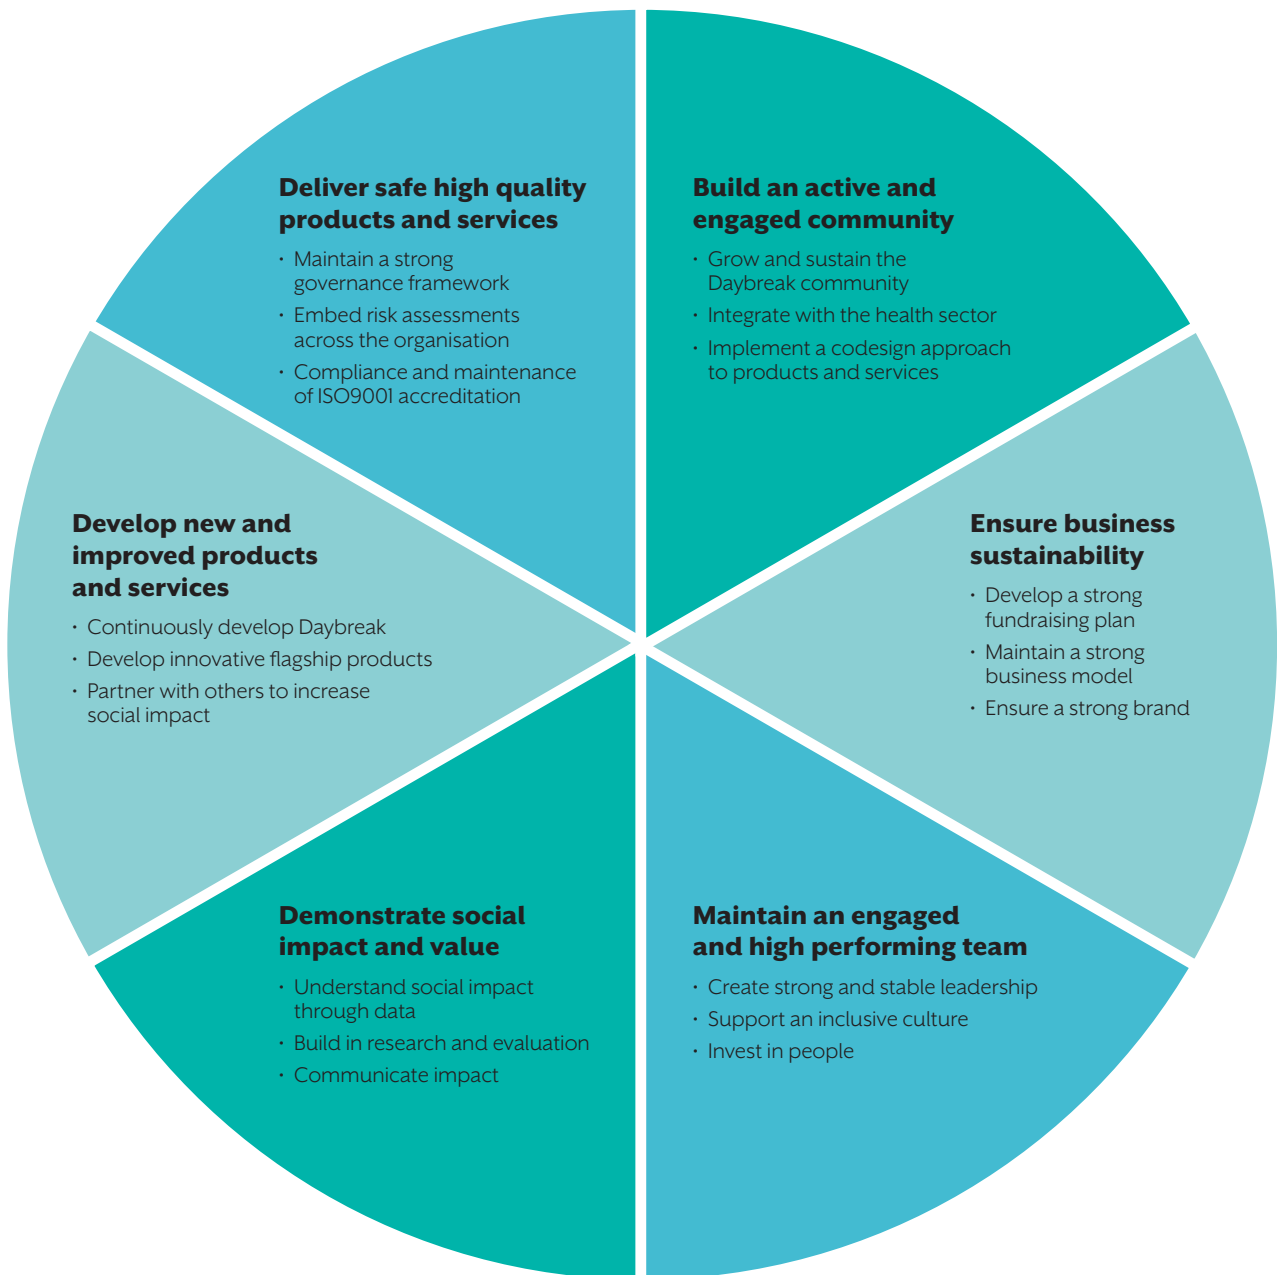 Deliver safe high quality
products and services
• Maintain a strong
governance framework
• Embed risk assessments
across the organisation
• Compliance and maintenance
of ISO9001 accreditation
Build an active and
engaged community
• Grow and sustain the
Daybreak community
• Integrate with the health sector
• Implement a codesign approach
to products and services
Develop new and
improved products
and services
• Continuously develop Daybreak
• Develop innovative flagship products
• Partner with others to increase
social impact
Ensure business
sustainability
• Develop a strong
fundraising plan
• Maintain a strong
business model
• Ensure a strong brand
Demonstrate social
impact and value
• Understand social impact
through data
• Build in research and evaluation
• Communicate impact
Maintain an engaged
and high performing team
• Create strong and stable leadership
• Support an inclusive culture
• Invest in people